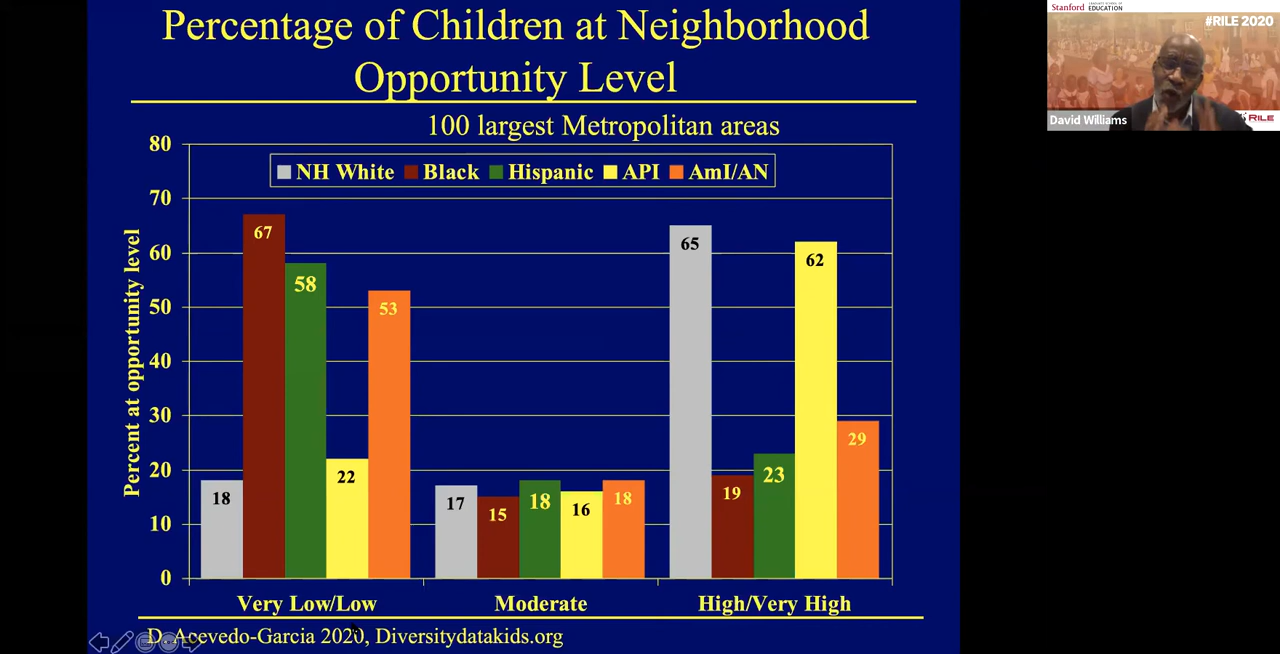 Percentage of Children at Neighborhood
Opportunity Level
100 largest Metropolitan areas
NH White Black Hispanic API AmI/AN
Percent at opportunity level
80
70
60
50
40
30
20
10
0
18
67
58
22
53
17
15
18
16
18
65
19
23
62
29
Very Low/Low Moderate High/Very High
D. Acevedo-Garcia 2020, Diversitydatakids.org
Stanford GRADUATE SCHOOL OF EDUCATION
#RILE 2020
David Williams
RILE